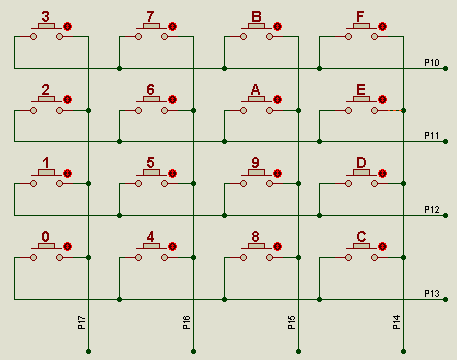 3 7 B F
P10
2 6 A E
P11
1 5 9 D
P12
0 4 8 C
P13
P17 P16 P15 P14